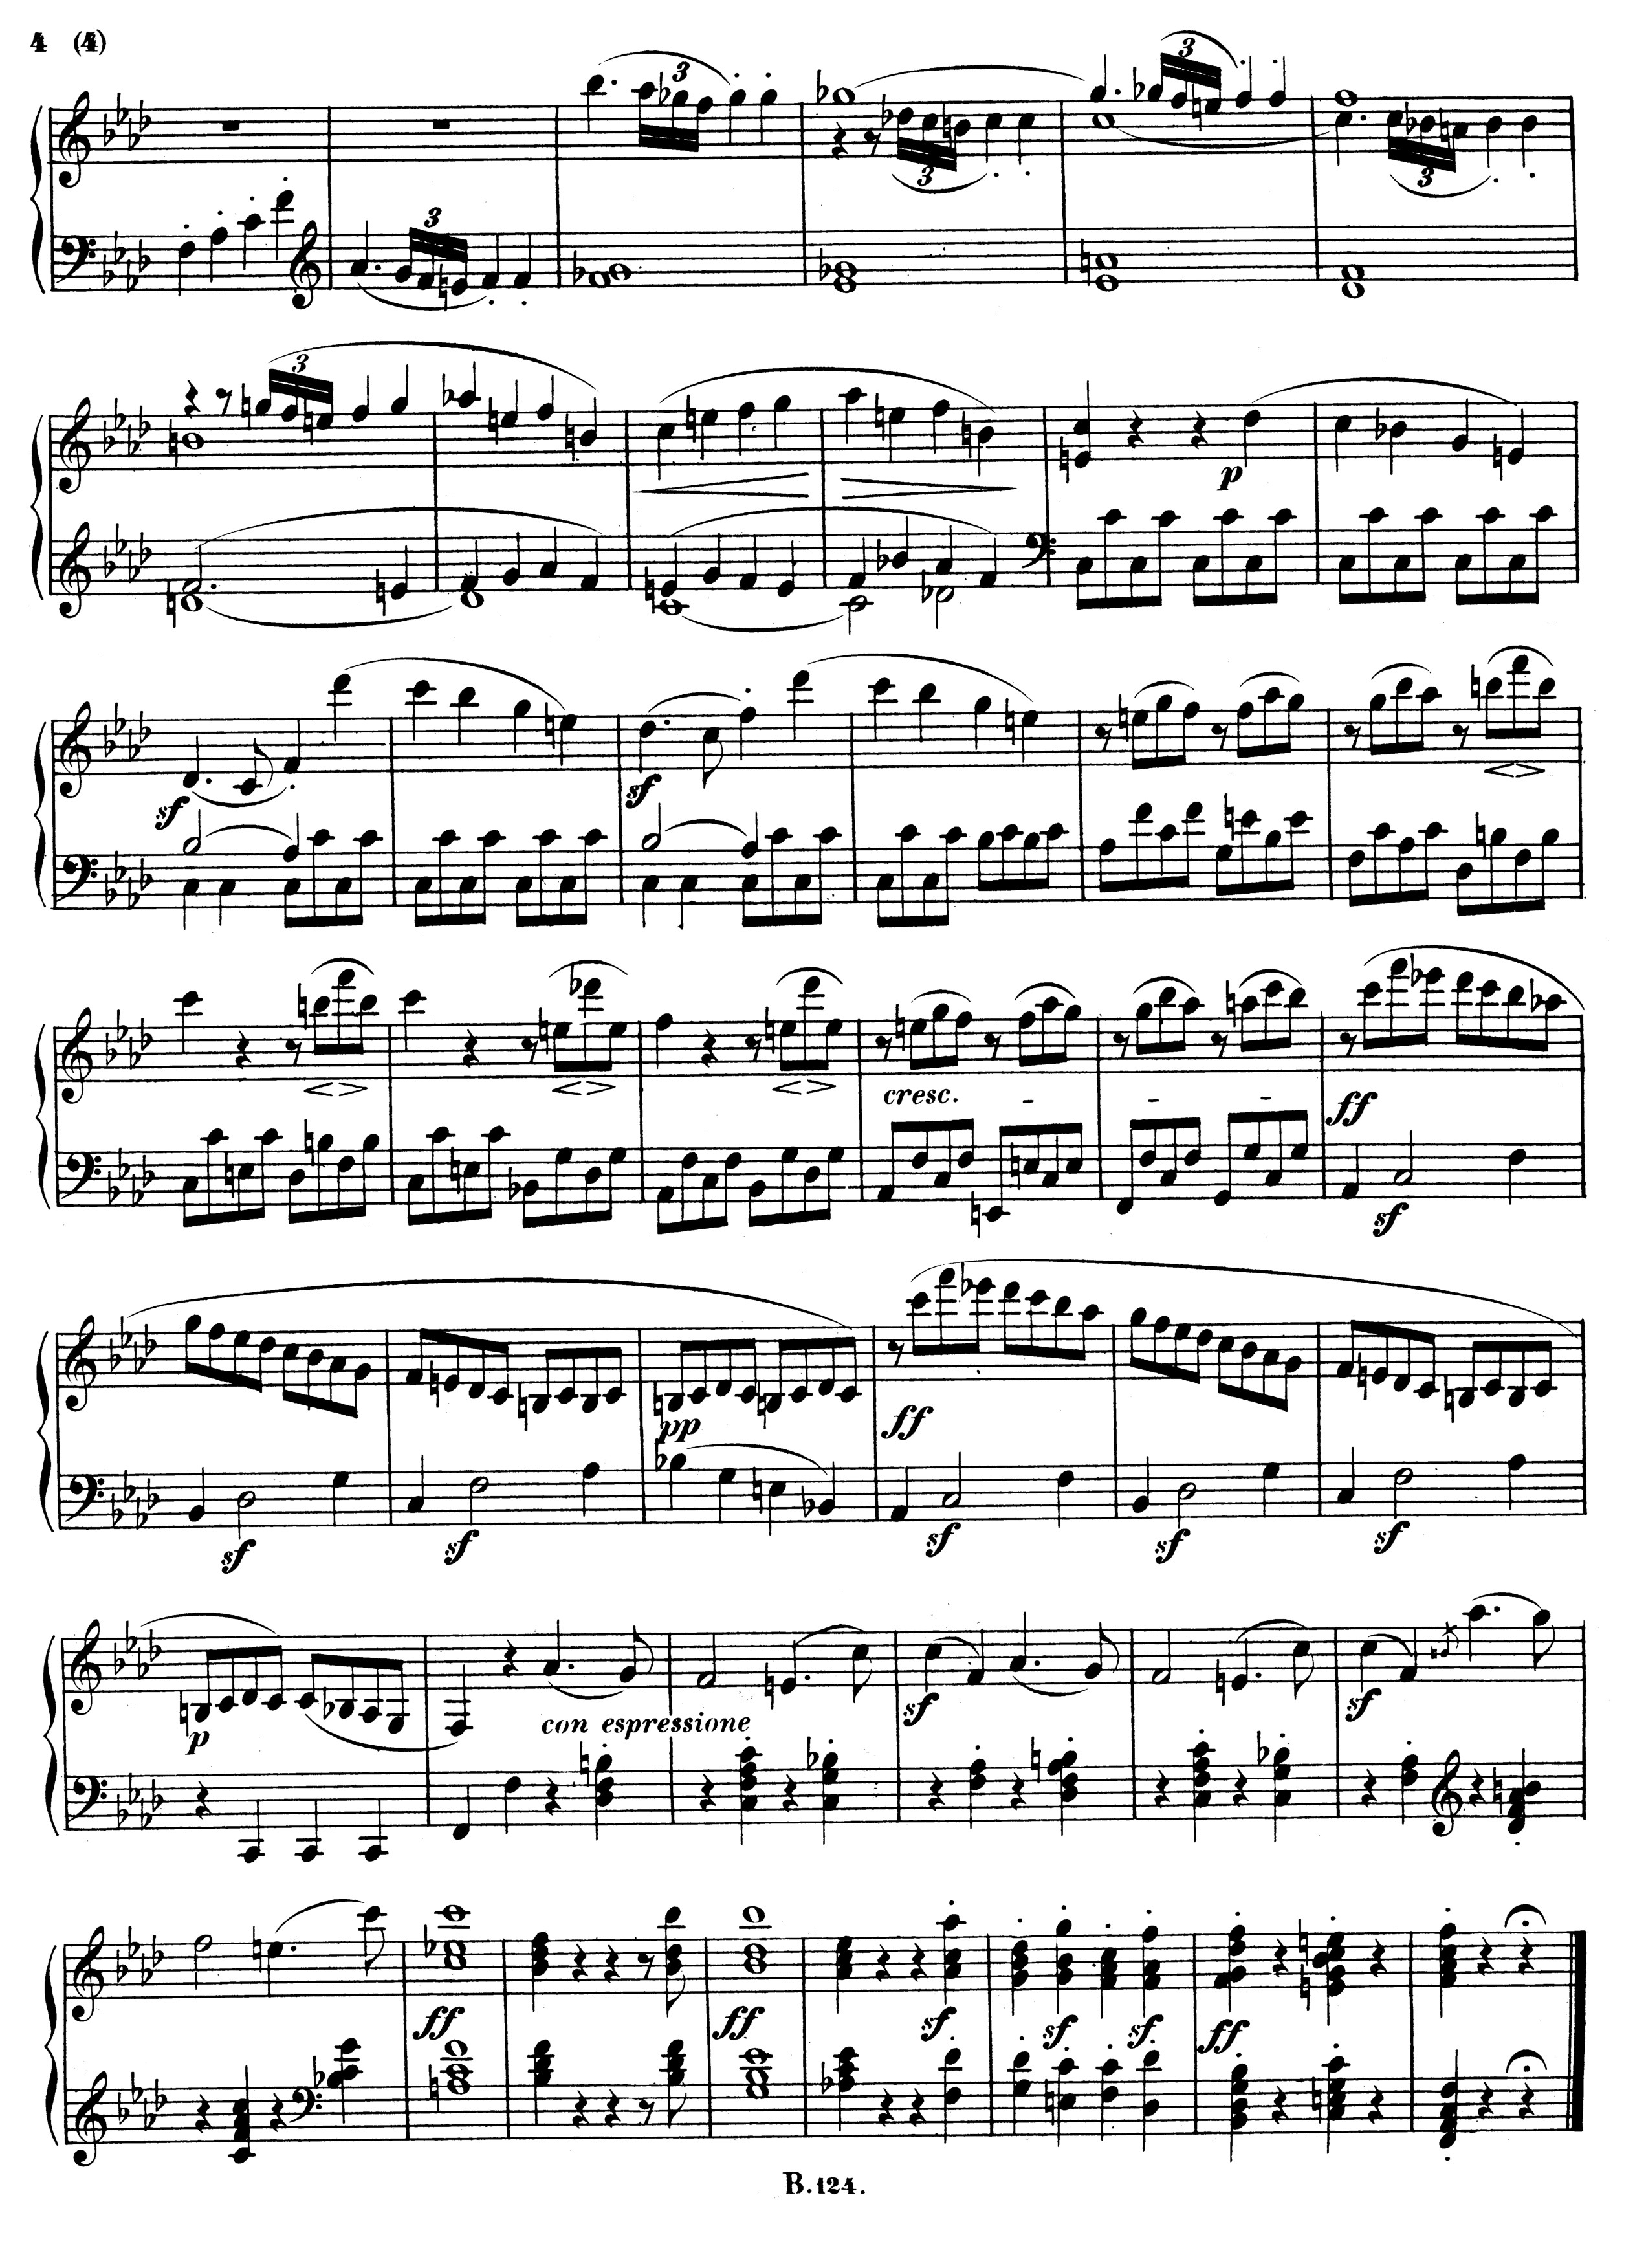 4 (4)
3 3 3
3
3
3
p
sf sf
cresc. - - - ff
sf
pp ff
sf sf sf sf sf
p con espressione sf sf
ff ff sf sf sf ff
B.124.